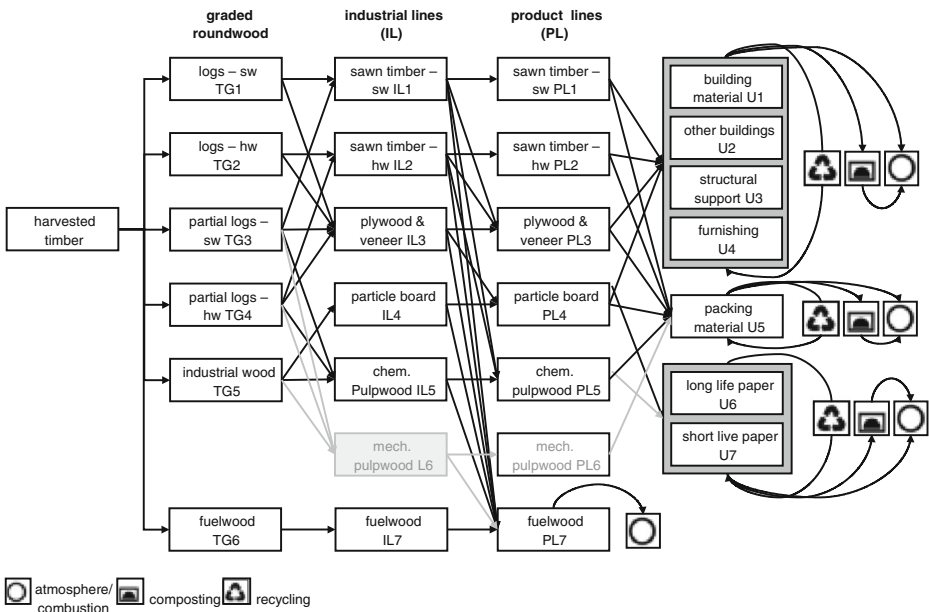 graded
roundwood
industrial lines
(IL)
product lines
(PL)
logs – sw
TG1
sawn timber –
sw IL1
sawn timber –
sw PL1
building
material U1
logs – hw
TG2
sawn timber –
hw IL2
sawn timber –
hw PL2
other buildings
U2
structural
support U3
harvested
timber
partial logs –
sw TG3
plywood &
veneer IL3
plywood &
veneer PL3
furnishing
U4
partial logs –
hw TG4
particle board
IL4
particle board
PL4
packing
material U5
industrial wood
TG5
chem.
Pulpwood IL5
chem.
pulpwood PL5
long life paper
U6
mech.
pulpwood L6
mech.
pulpwood PL6
short live paper
U7
fuelwood
TG6
fuelwood
IL7
fuelwood
PL7
atmosphere/
combustion
composting
recycling